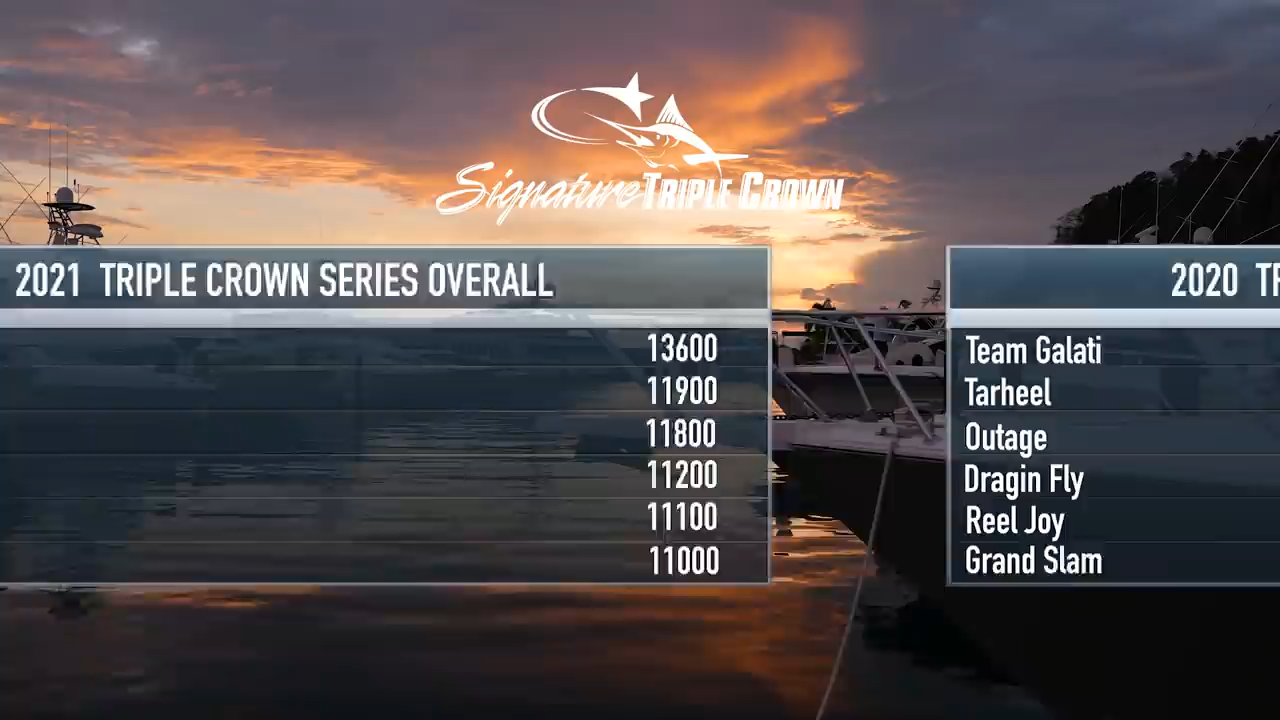 Signature TRIPLE CROWN
2021 TRIPLE CROWN SERIES OVERALL
13600
11900
11800
11200
11100
11000
2020
Team Galati
Tarheel
Outage
Dragin Fly
Reel Joy
Grand Slam